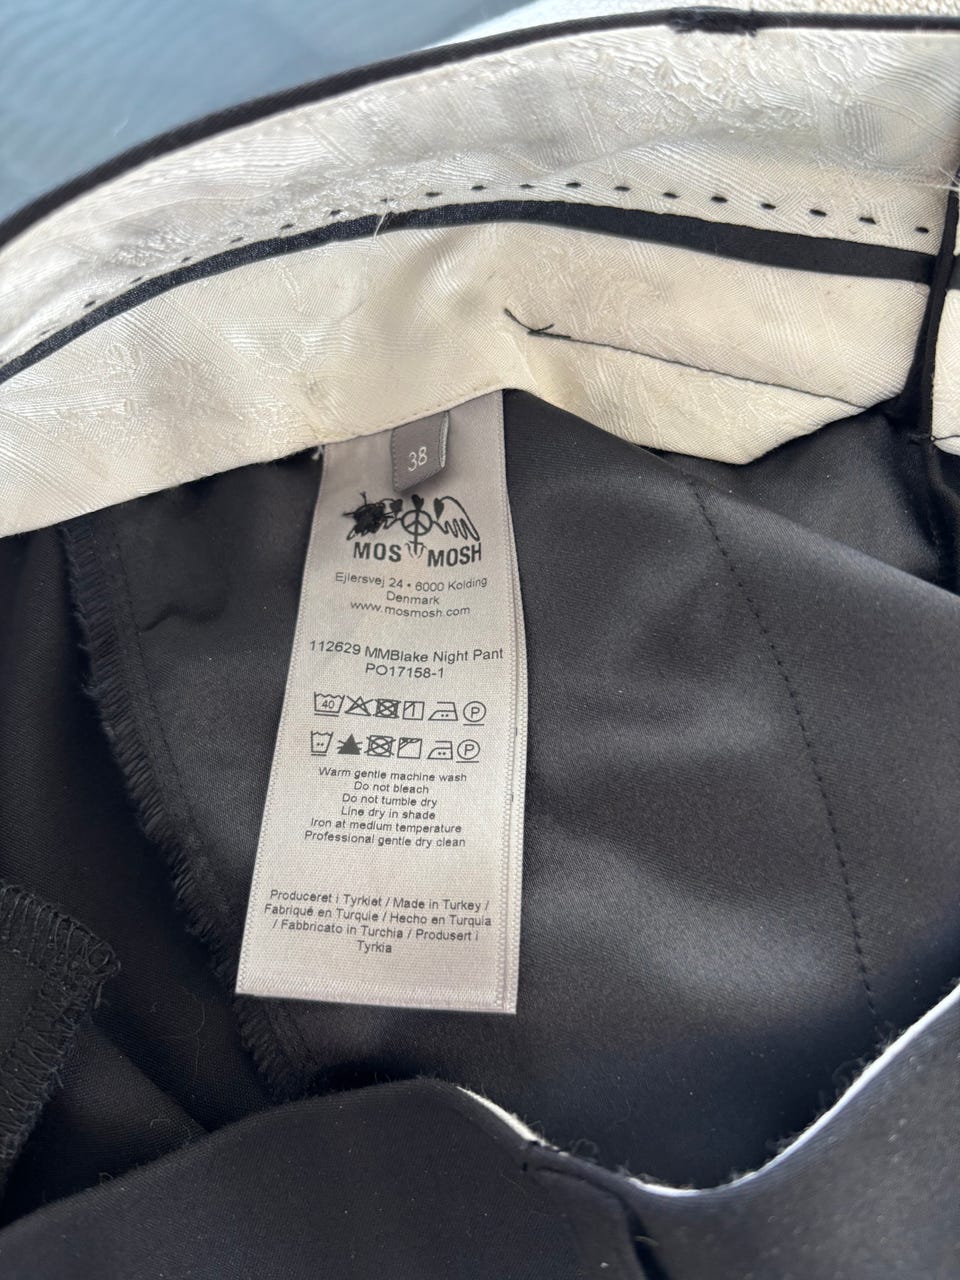 38
MOS MOSH
Ejlersvej 24 • 6000 Kolding
Denmark
www.mosmosh.com
112629 MMBlake Night Pant
PO17158-1
40 P
P
Warm gentle machine wash
Do not bleach
Do not tumble dry
Line dry in shade
Iron at medium temperature
Professional gentle dry clean
Produceret i Tyrkiet / Made in Turkey /
Fabriqué en Turquie / Hecho en Turquia
/ Fabbricato in Turchia / Produsert i
Tyrkia